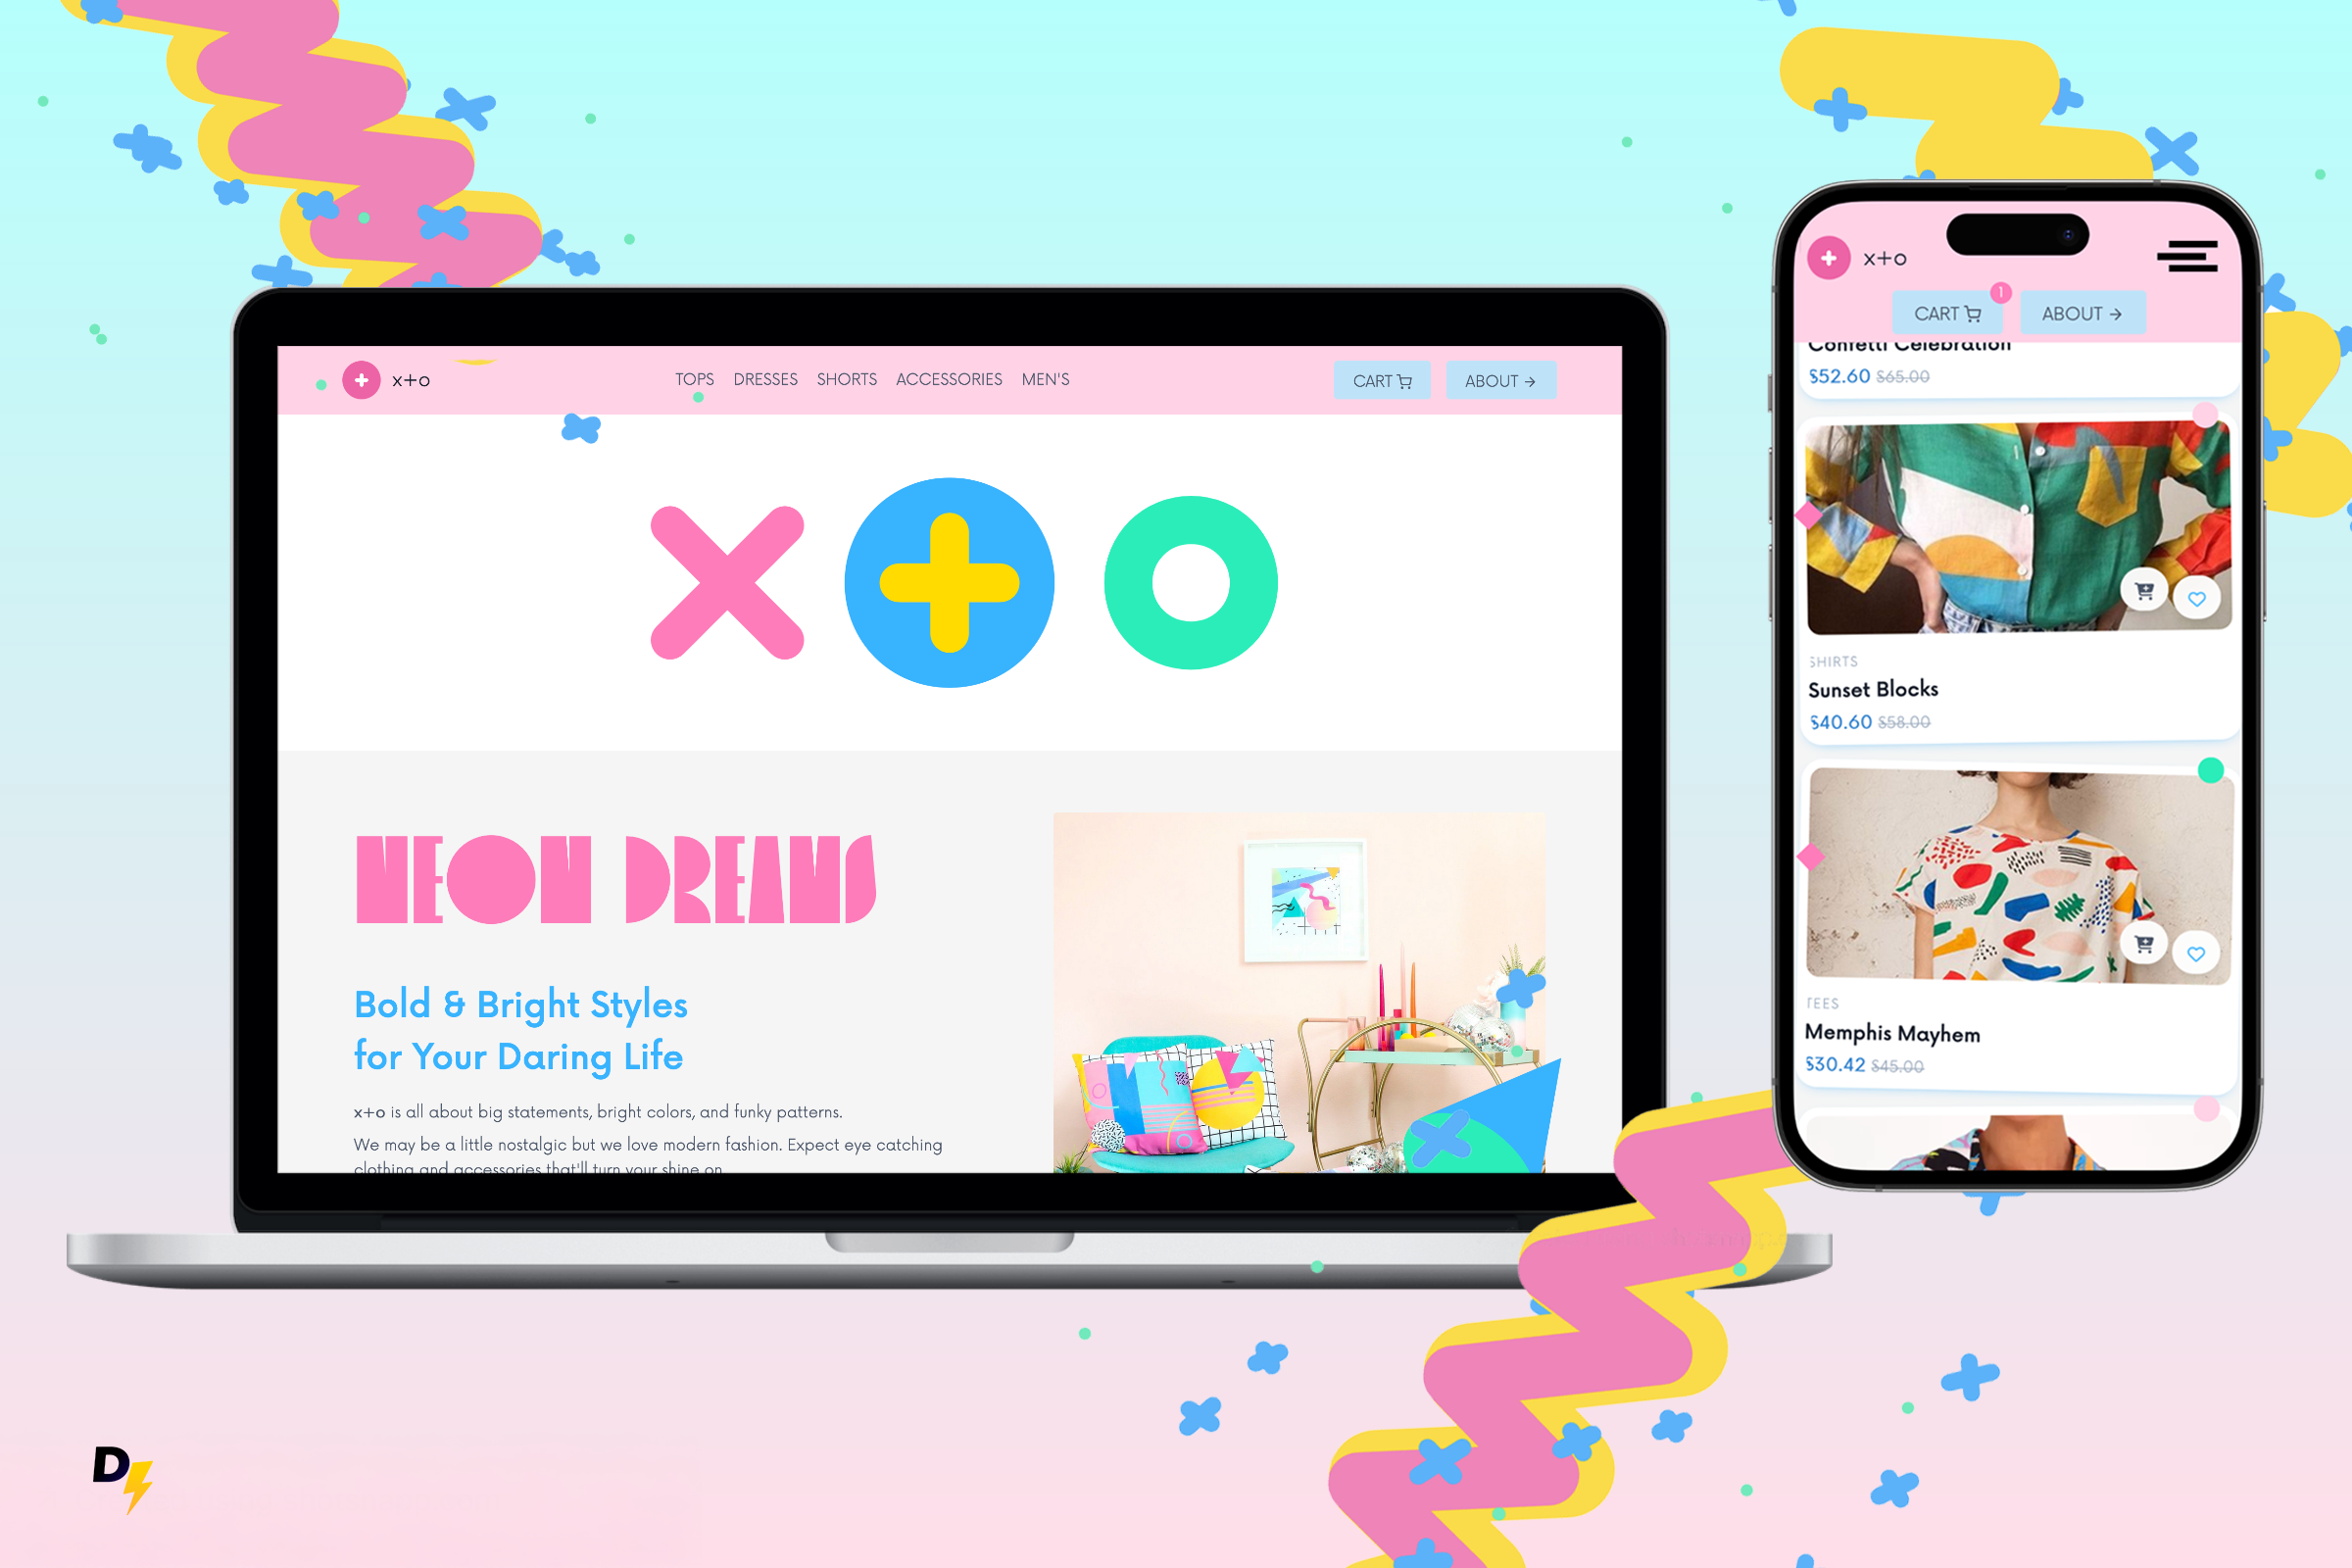 x+o
TOPS DRESSES SHORTS ACCESSORIES MEN'S
CART
ABOUT →
x + o
NEON DREAMS
Bold & Bright Styles
for Your Daring Life
x+o is all about big statements, bright colors, and funky patterns.
We may be a little nostalgic but we love modern fashion. Expect eye catching
clothing and accessories that'll turn your shine on
x+o
CART 1
ABOUT →
Confetti Celebration
$52.60 $65.00
SHIRTS
Sunset Blocks
$40.60 $58.00
TEES
Memphis Mayhem
$30.42 $45.00
D